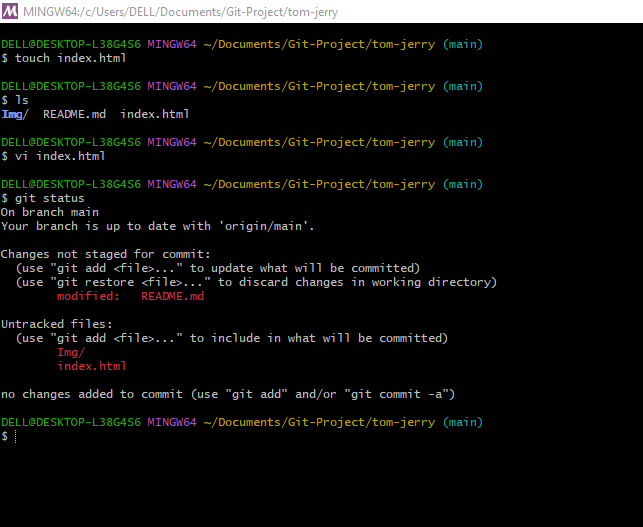 MINGW64:/c/Users/DELL/Documents/Git-Project/tom-jerry
DELL@DESKTOP-L38G4S6 MINGW64 ~/Documents/Git-Project/tom-jerry (main)
$ touch index.html
DELL@DESKTOP-L38G4S6 MINGW64 ~/Documents/Git-Project/tom-jerry (main)
$ ls
Img/  README.md  index.html
DELL@DESKTOP-L38G4S6 MINGW64 ~/Documents/Git-Project/tom-jerry (main)
$ vi index.html
DELL@DESKTOP-L38G4S6 MINGW64 ~/Documents/Git-Project/tom-jerry (main)
$ git status
On branch main
Your branch is up to date with 'origin/main'.
Changes not staged for commit:
  (use "git add <file>..." to update what will be committed)
  (use "git restore <file>..." to discard changes in working directory)
        modified:   README.md
Untracked files:
  (use "git add <file>..." to include in what will be committed)
        Img/
        index.html
no changes added to commit (use "git add" and/or "git commit -a")
DELL@DESKTOP-L38G4S6 MINGW64 ~/Documents/Git-Project/tom-jerry (main)
$